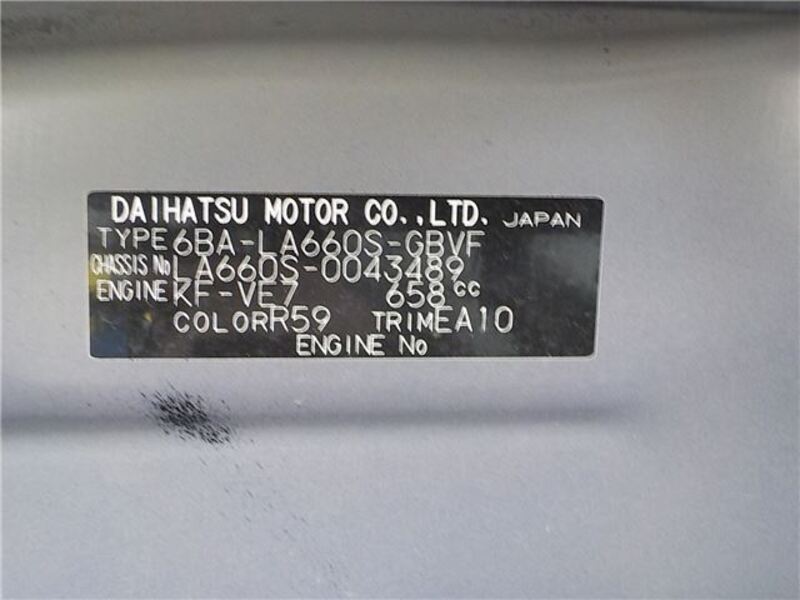 DAIHATSU MOTOR CO.,LTD. JAPAN
TYPE 6BA-LA660S-GBVF
CHASSIS No LA660S-0043489
ENGINE KF-VE7 658cc
COLOR R59 TRIM EA10
ENGINE No